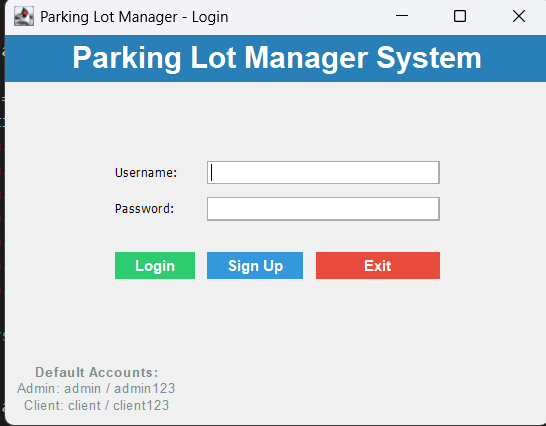 Parking Lot Manager - Login
Parking Lot Manager System
Username:
Password:
Login Sign Up Exit
Default Accounts:
Admin: admin / admin123
Client: client / client123